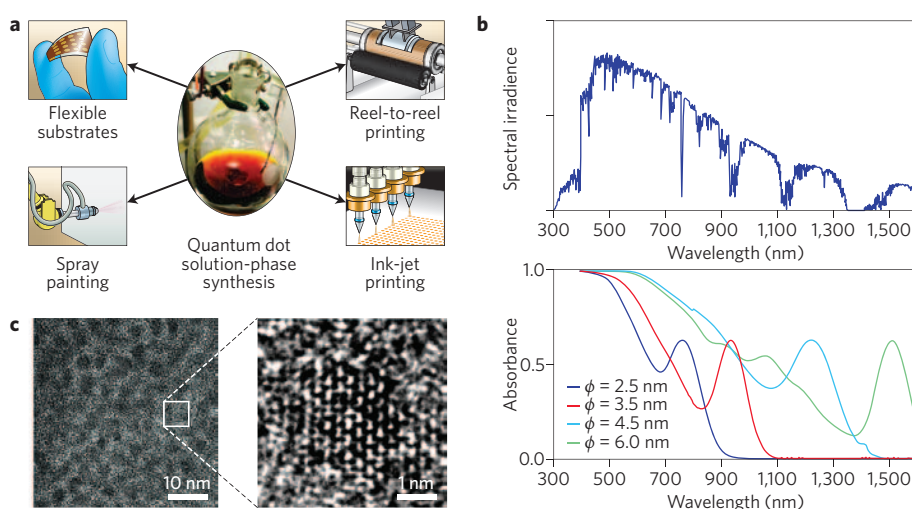 a
Flexible
substrates
Reel-to-reel
printing
Spray
painting
Quantum dot
solution-phase
synthesis
Ink-jet
printing
b
Spectral irradience
300 500 700 900 1,100 1,300 1,500
Wavelength (nm)
1.0
0.5
0.0
Absorbance
ϕ = 2.5 nm
ϕ = 3.5 nm
ϕ = 4.5 nm
ϕ = 6.0 nm
300 500 700 900 1,100 1,300 1,500
Wavelength (nm)
c
10 nm
1 nm